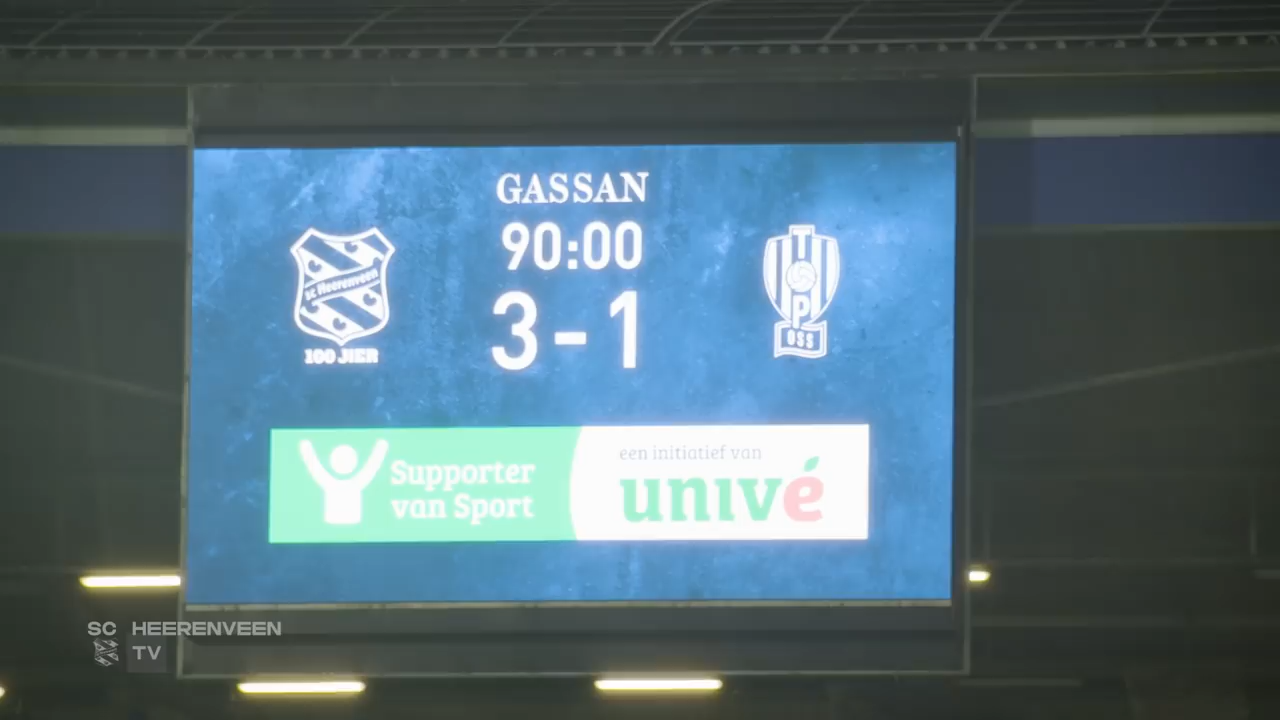 GASSAN
90:00
3 - 1
sc Heerenveen
100 JIER
T
O
P
OSS
Supporter
van Sport
een initiatief van
univé
SC HEERENVEEN
TV